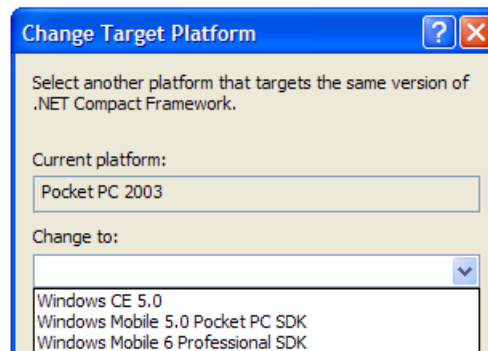 Change Target Platform
Select another platform that targets the same version of
.NET Compact Framework.
Current platform:
Pocket PC 2003
Change to:
Windows CE 5.0
Windows Mobile 5.0 Pocket PC SDK
Windows Mobile 6 Professional SDK